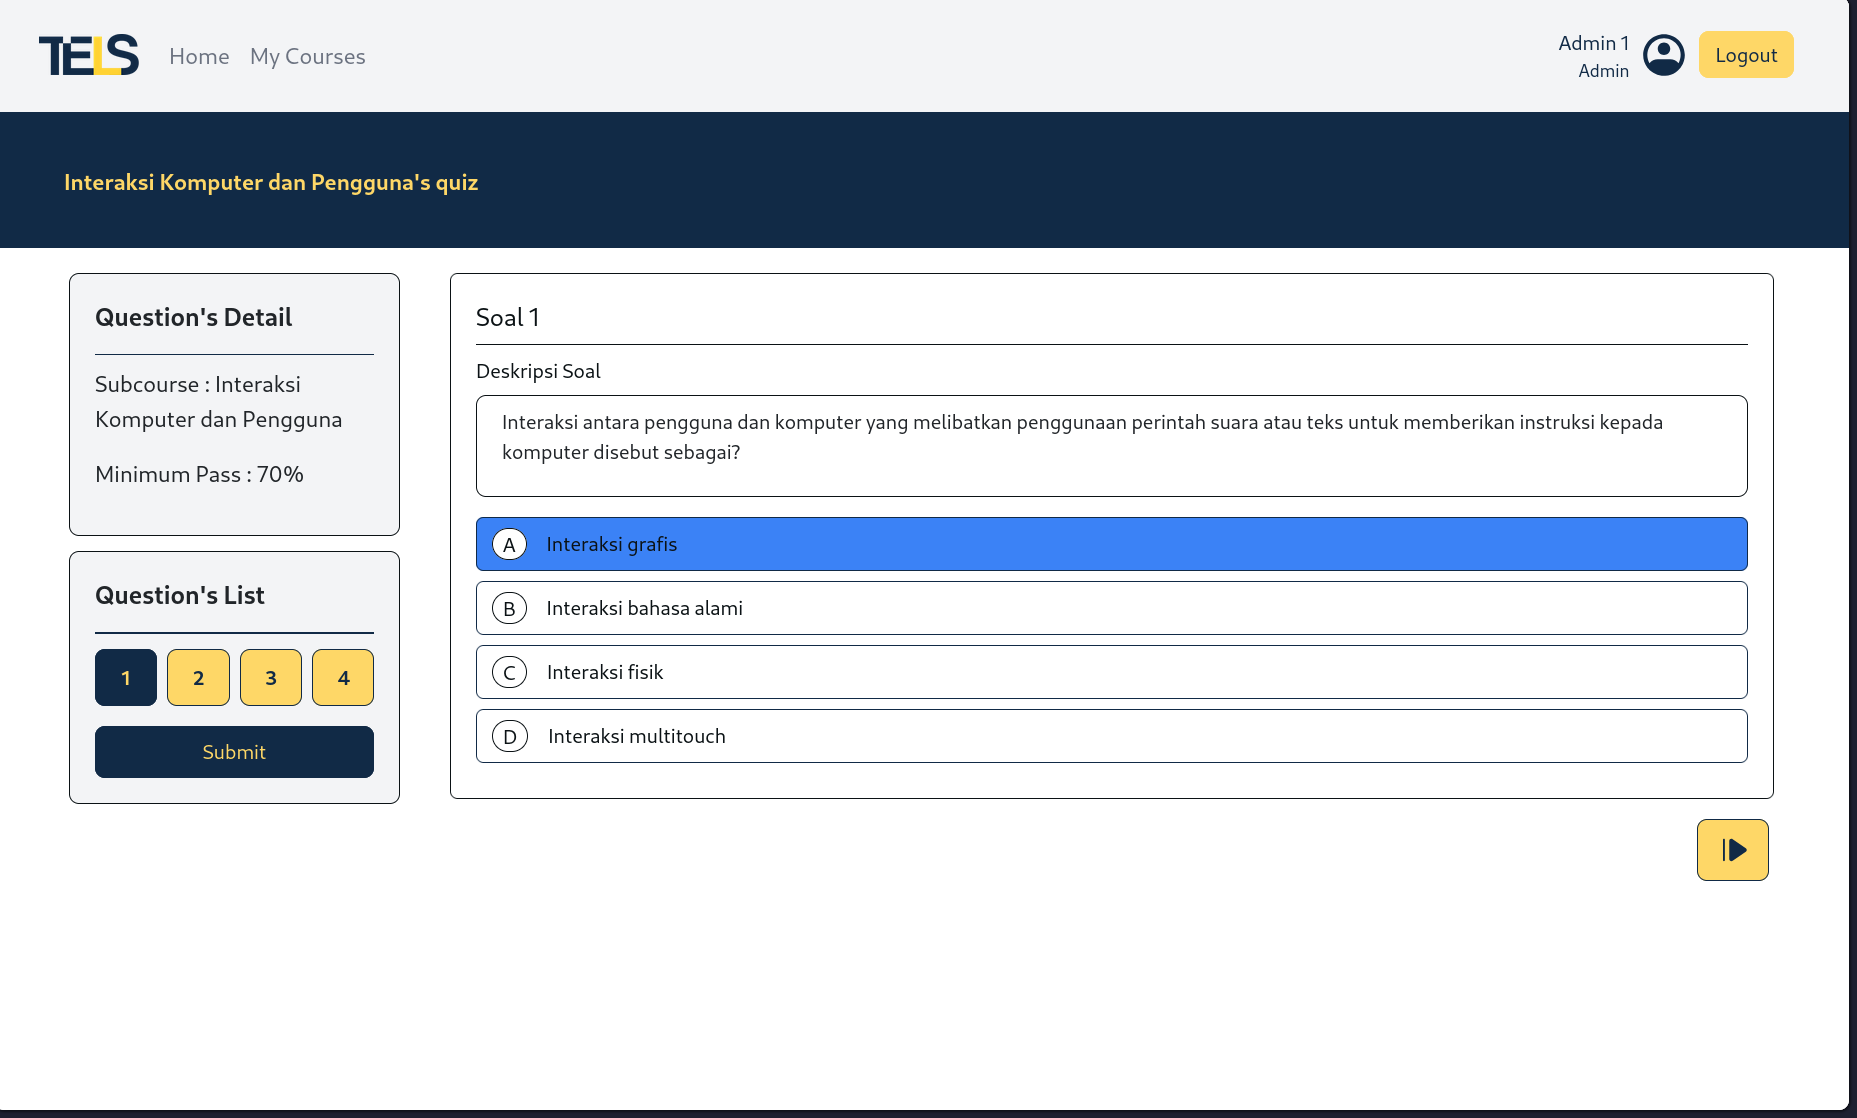 TELS
Home
My Courses
Admin 1
Admin
Logout
Interaksi Komputer dan Pengguna's quiz
Question's Detail
Subcourse : Interaksi
Komputer dan Pengguna
Minimum Pass : 70%
Question's List
1
2
3
4
Submit
Soal 1
Deskripsi Soal
Interaksi antara pengguna dan komputer yang melibatkan penggunaan perintah suara atau teks untuk memberikan instruksi kepada
komputer disebut sebagai?
A Interaksi grafis
B Interaksi bahasa alami
C Interaksi fisik
D Interaksi multitouch